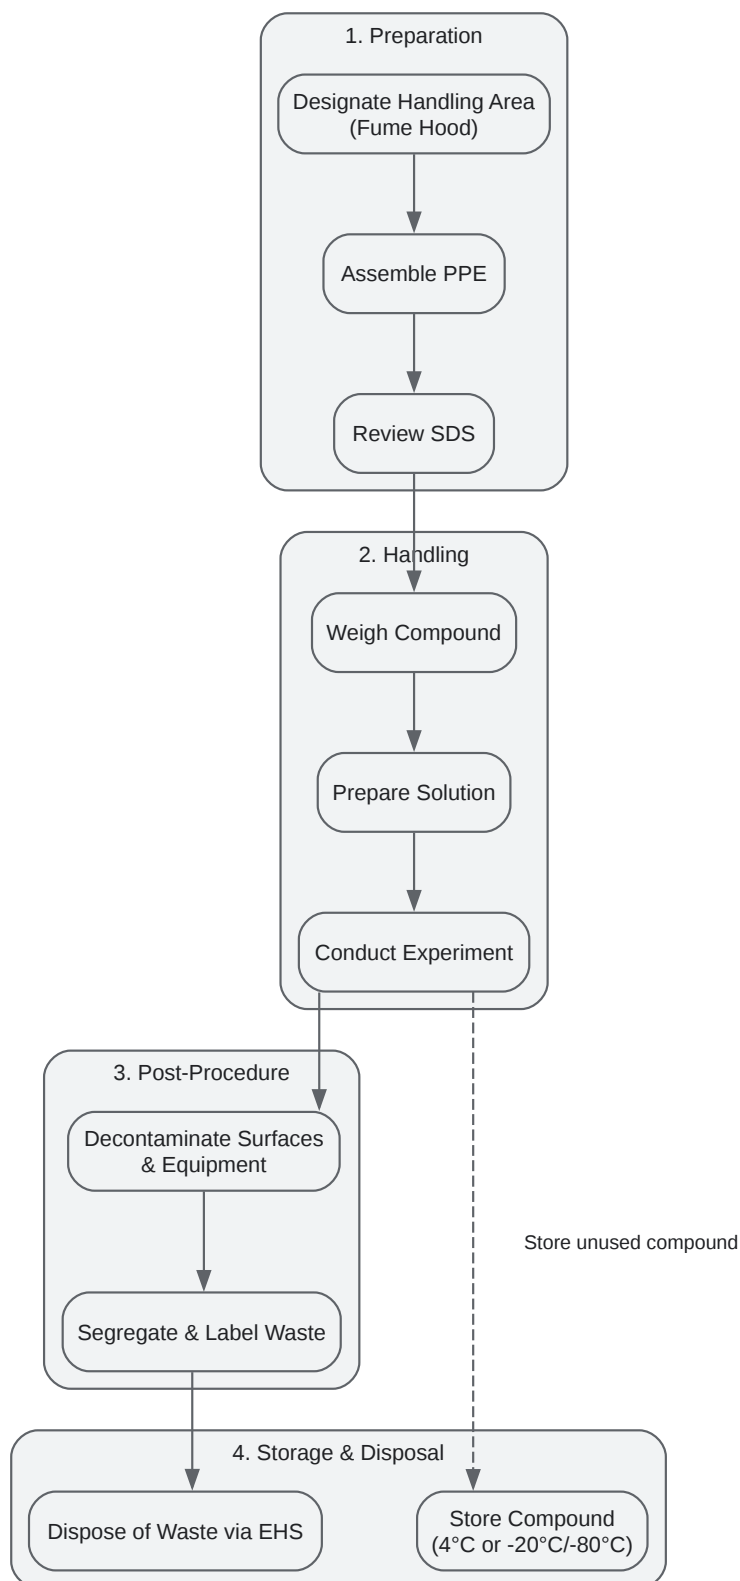 1. Preparation
Designate Handling Area
(Fume Hood)
Assemble PPE
Review SDS
2. Handling
Weigh Compound
Prepare Solution
Conduct Experiment
3. Post-Procedure
Decontaminate Surfaces
& Equipment
Store unused compound
Segregate & Label Waste
4. Storage & Disposal
Dispose of Waste via EHS
Store Compound
(4°C or -20°C/-80°C)